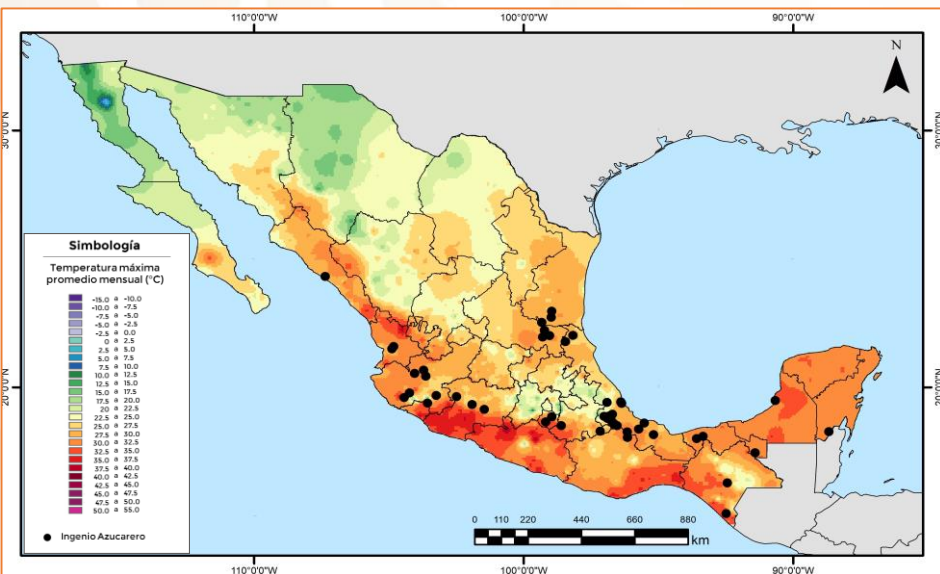 110°0'0"W
100°0'0"W
90°0'0"W
N
30°0'0"N
30°0'0"N
20°0'0"N
20°0'0"N
Simbología
Temperatura máxima
promedio mensual (°C)
-15.0 a -10.0
-10.0 a -7.5
-7.5 a -5.0
-5.0 a -2.5
-2.5 a 0.0
0 a 2.5
2.5 a 5.0
5.0 a 7.5
7.5 a 10.0
10.0 a 12.5
12.5 a 15.0
15.0 a 17.5
17.5 a 20.0
20 a 22.5
22.5 a 25.0
25.0 a 27.5
27.5 a 30.0
30.0 a 32.5
32.5 a 35.0
35.0 a 37.5
37.5 a 40.0
40.0 a 42.5
42.5 a 45.0
45.0 a 47.5
47.5 a 50.0
50.0 a 55.0
Ingenio Azucarero
0 110 220 440 660 880
km
110°0'0"W
100°0'0"W
90°0'0"W